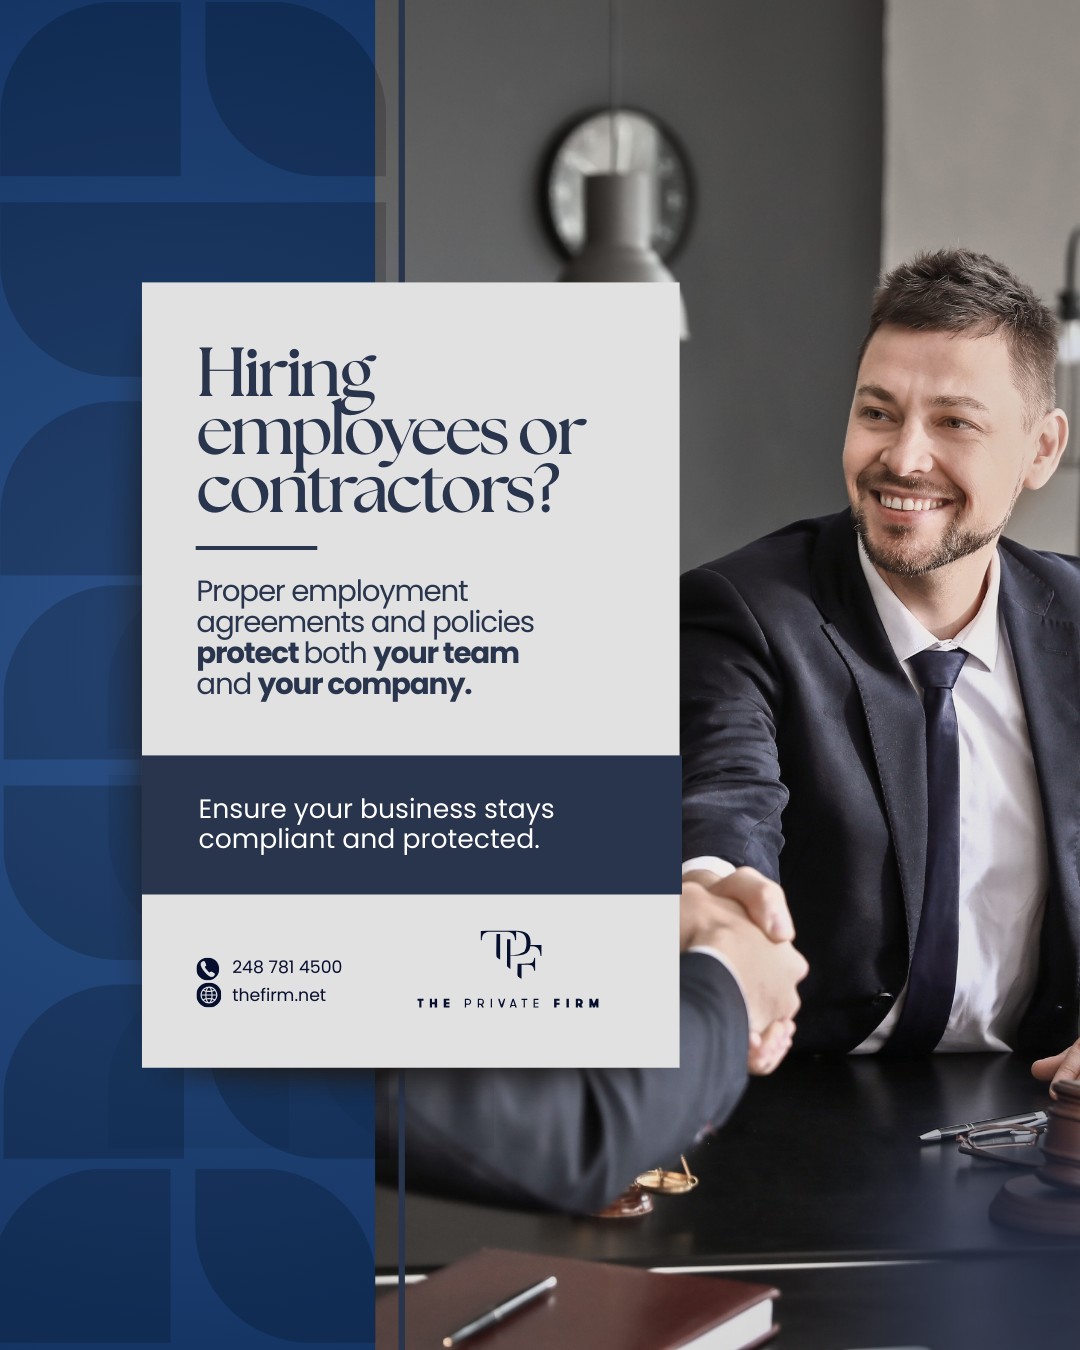 Hiring
employees or
contractors?
Proper employment
agreements and policies
protect both your team
and your company.
Ensure your business stays
compliant and protected.
248 781 4500
thefirm.net
TPF
THE PRIVATE FIRM